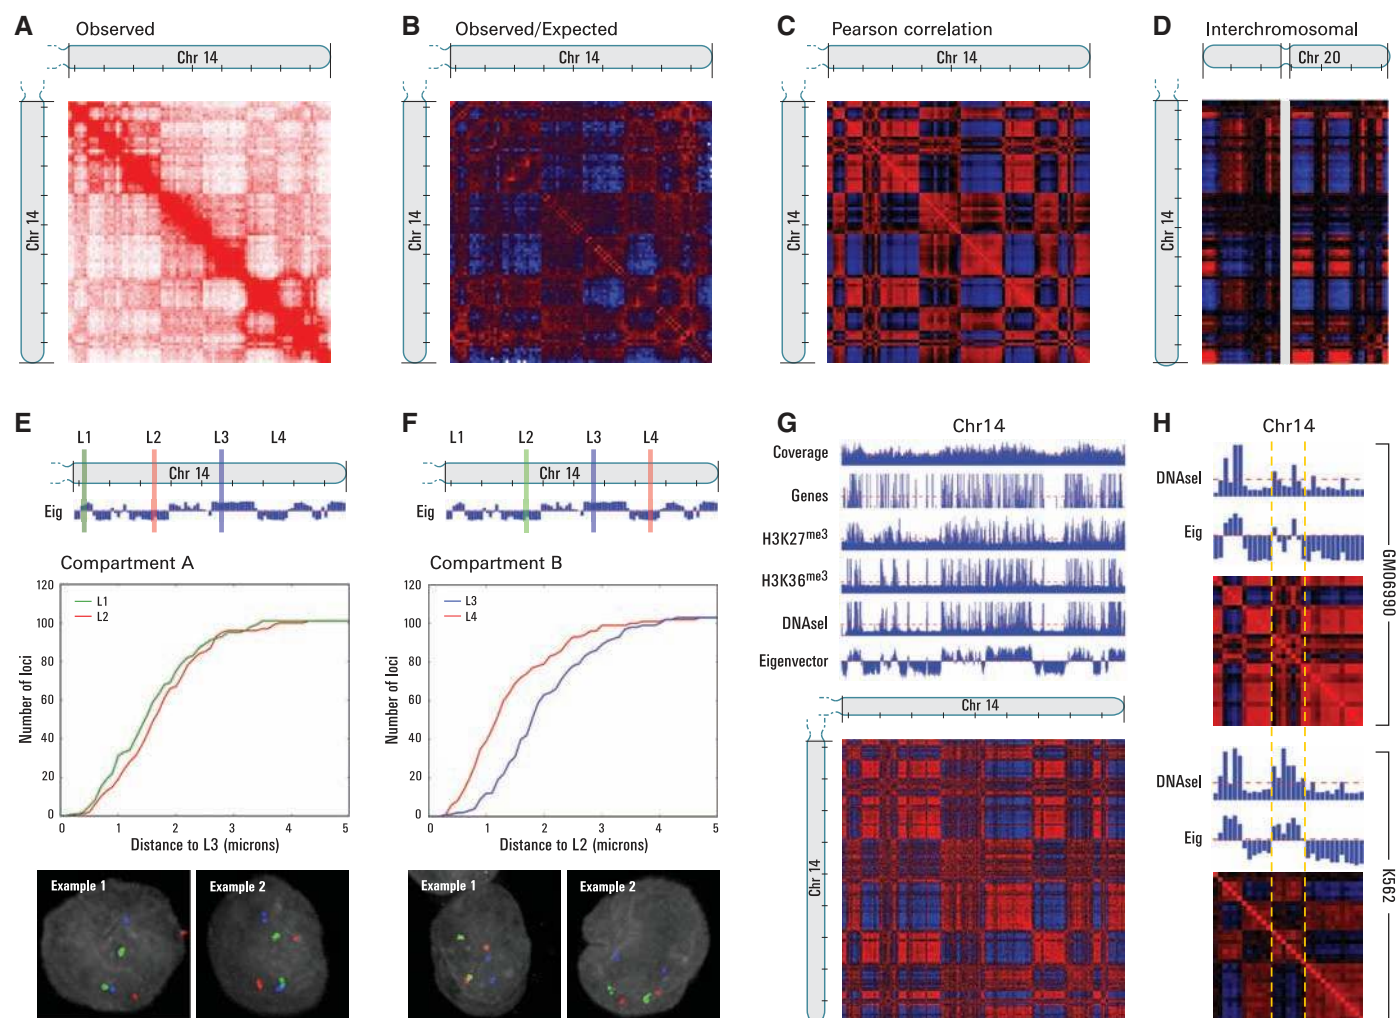 A Observed
Chr 14
Chr 14
B Observed/Expected
Chr 14
Chr 14
C Pearson correlation
Chr 14
Chr 14
D Interchromosomal
Chr 20
Chr 14
E
L1 L2 L3 L4
Chr 14
Eig
Compartment A
120
100
80
60
40
20
0
Number of loci
L1
L2
0 1 2 3 4 5
Distance to L3 (microns)
Example 1
Example 2
F
L1 L2 L3 L4
Chr 14
Eig
Compartment B
120
100
80
60
40
20
0
Number of loci
L3
L4
0 1 2 3 4 5
Distance to L2 (microns)
Example 1
Example 2
G Chr14
Coverage
Genes
H3K27me3
H3K36me3
DNAseI
Eigenvector
Chr 14
Chr 14
H Chr14
DNAseI
Eig
GM06990
DNAseI
Eig
K562